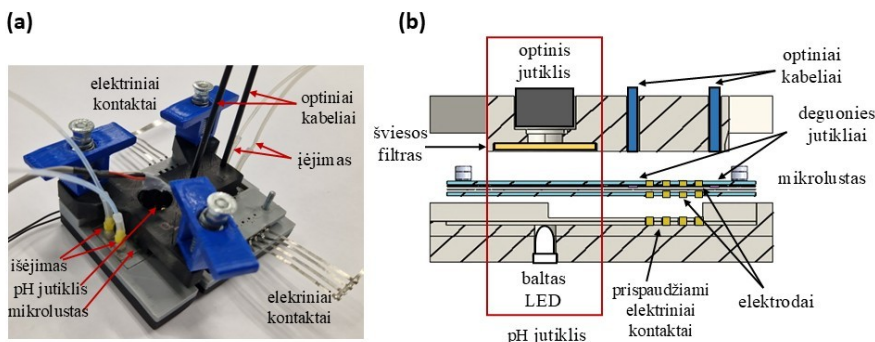 (a)
elektriniai
kontaktai
optiniai
kabeliai
įėjimas
išėjimas
pH jutiklis
mikrolustas
elekriniai
kontaktai
(b)
optinis
jutiklis
optiniai
kabeliai
šviesos
filtras
deguonies
jutikliai
mikrolustas
baltas
LED
prispaudžiami
elektriniai
kontaktai
elektrodai
pH jutiklis